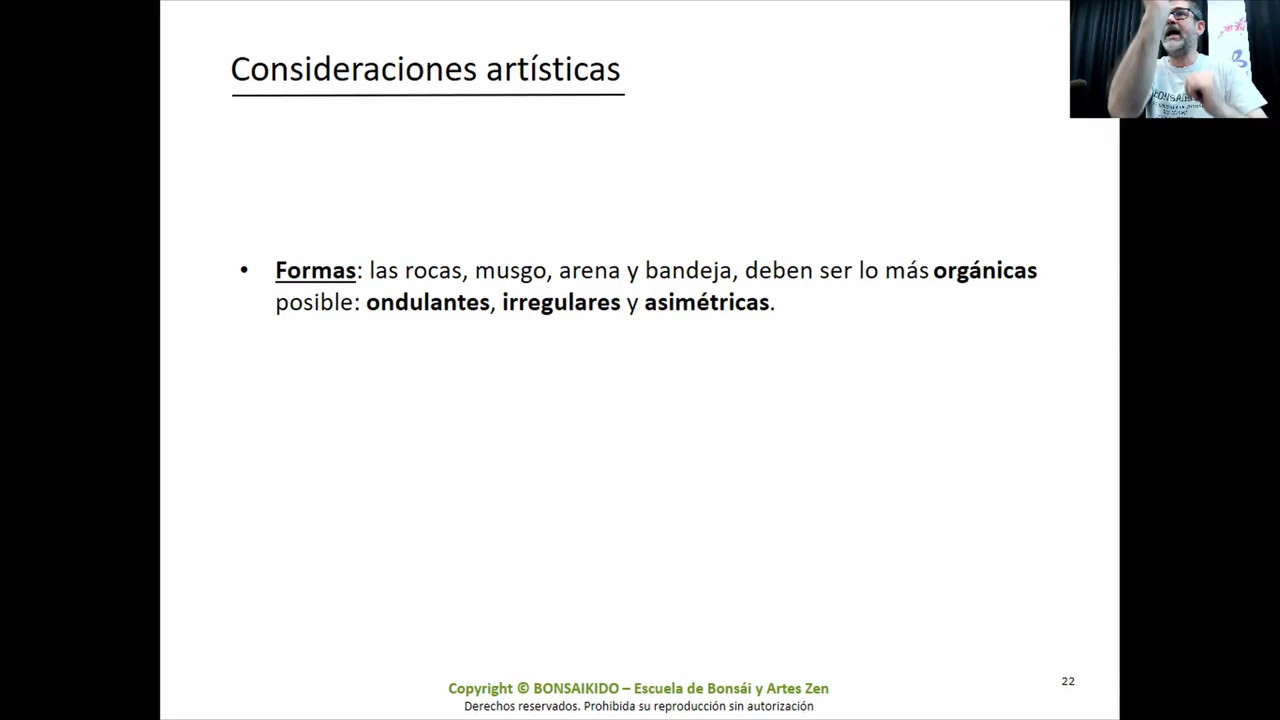 Consideraciones artísticas
• Formas: las rocas, musgo, arena y bandeja, deben ser lo más orgánicas
posible: ondulantes, irregulares y asimétricas.
Copyright © BONSAIKIDO – Escuela de Bonsái y Artes Zen
Derechos reservados. Prohibida su reproducción sin autorización
22